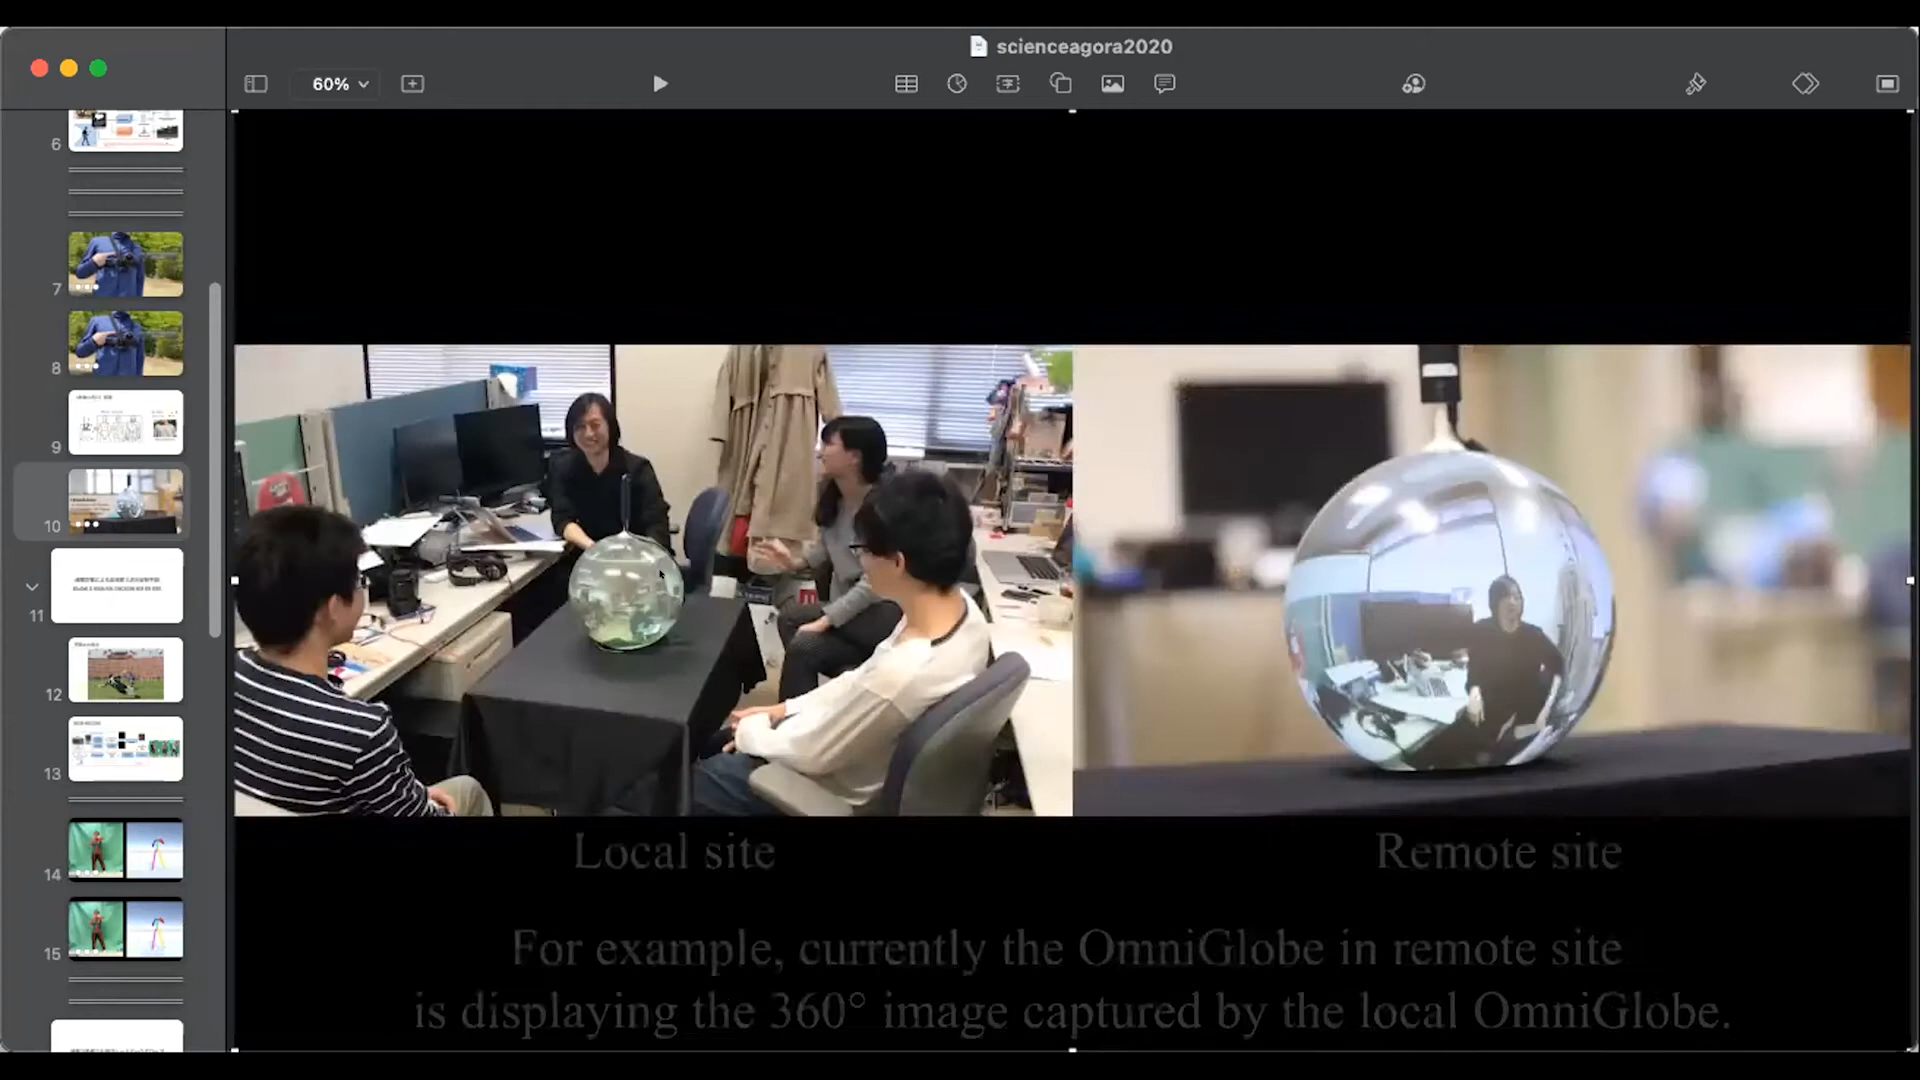 scienceagora2020
60%
6
7
8
9
10
11
12
13
14
15
Local site
Remote site
For example, currently the OmniGlobe in remote site
is displaying the 360° image captured by the local OmniGlobe.